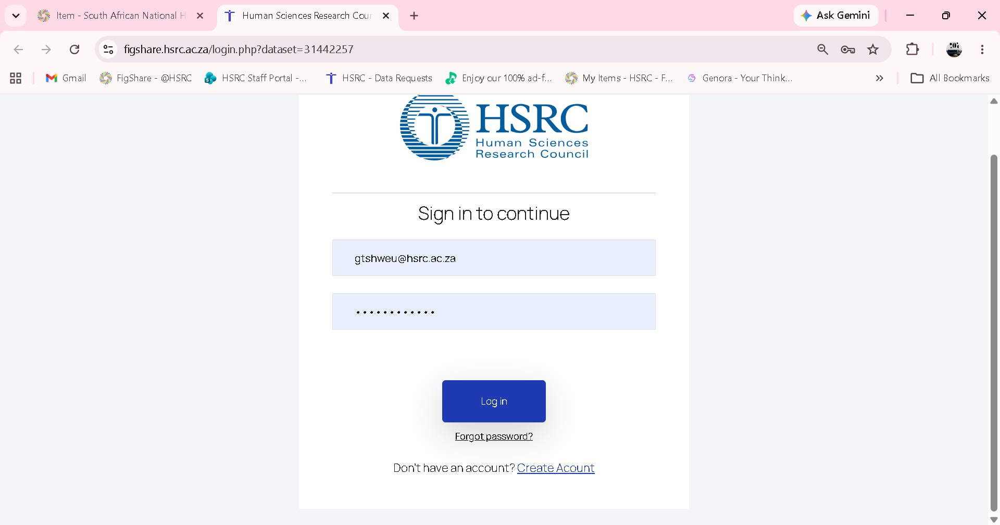 Item - South African National H
Human Sciences Research Cour
Ask Gemini
figshare.hsrc.ac.za/login.php?dataset=31442257
Gmail
FigShare - @HSRC
HSRC Staff Portal -...
HSRC - Data Requests
Enjoy our 100% ad-f...
My Items - HSRC - F...
Genora - Your Think...
All Bookmarks
HSRC
Human Sciences
Research Council
Sign in to continue
gtshweu@hsrc.ac.za
••••••••••••
Log in
Forgot password?
Don't have an account? Create Acount